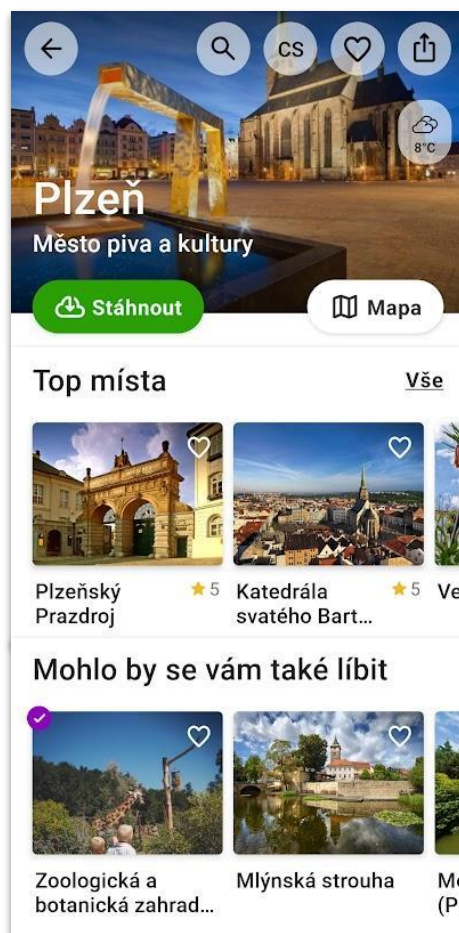 CS
8°C
Plzeň
Město piva a kultury
Stáhnout
Mapa
Top místa
Vše
Plzeňský
Prazdroj
5
Katedrála
svatého Bart...
5
Ve
Mohlo by se vám také líbit
Zoologická a
botanická zahrad...
Mlýnská strouha
Mo
(P